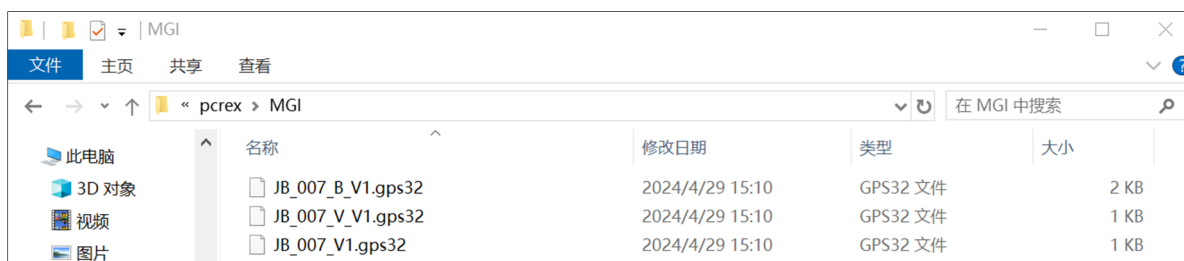 MGI
文件 主页 共享 查看 ?
« pcrex > MGI 在 MGI 中搜索
此电脑 名称 修改日期 类型 大小
3D 对象 JB_007_B_V1.gps32 2024/4/29 15:10 GPS32 文件 2 KB
视频 JB_007_V_V1.gps32 2024/4/29 15:10 GPS32 文件 1 KB
图片 JB_007_V1.gps32 2024/4/29 15:10 GPS32 文件 1 KB